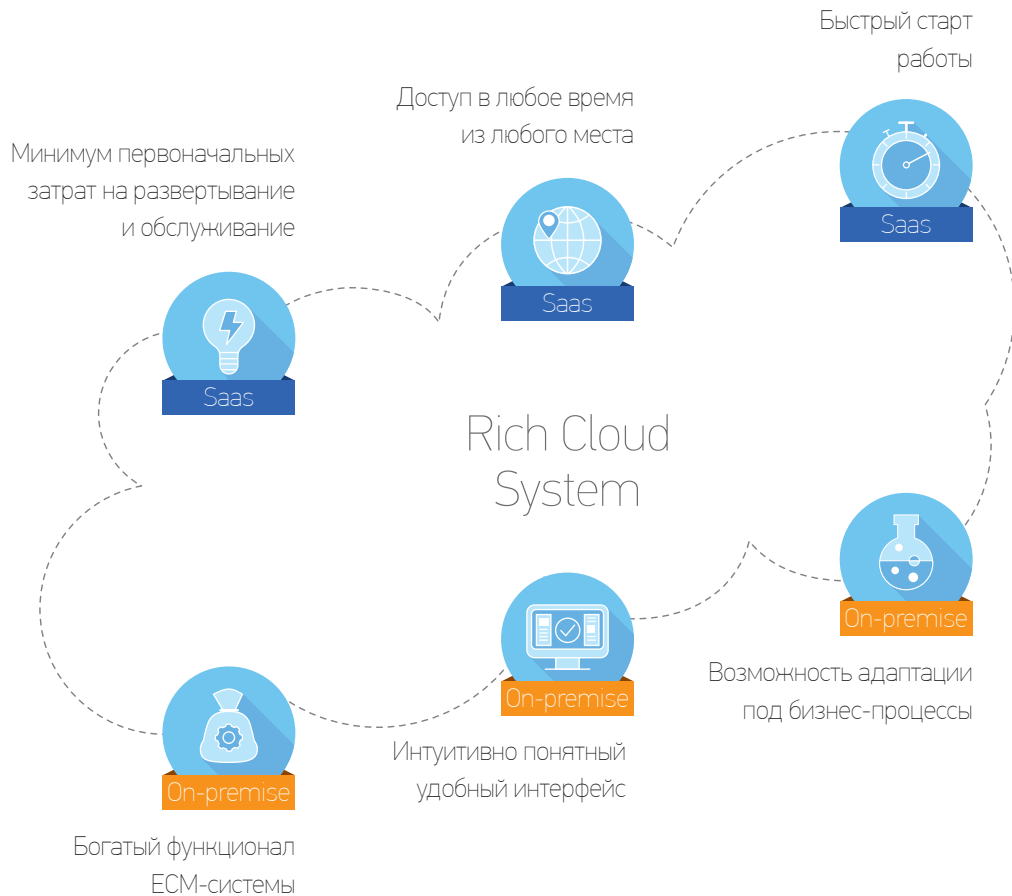 Быстрый старт
работы
Saas
Доступ в любое время
из любого места
Saas
Минимум первоначальных
затрат на развертывание
и обслуживание
Saas
Rich Cloud
System
On-premise
Возможность адаптации
под бизнес-процессы
On-premise
Интуитивно понятный
удобный интерфейс
On-premise
Богатый функционал
ECM-системы